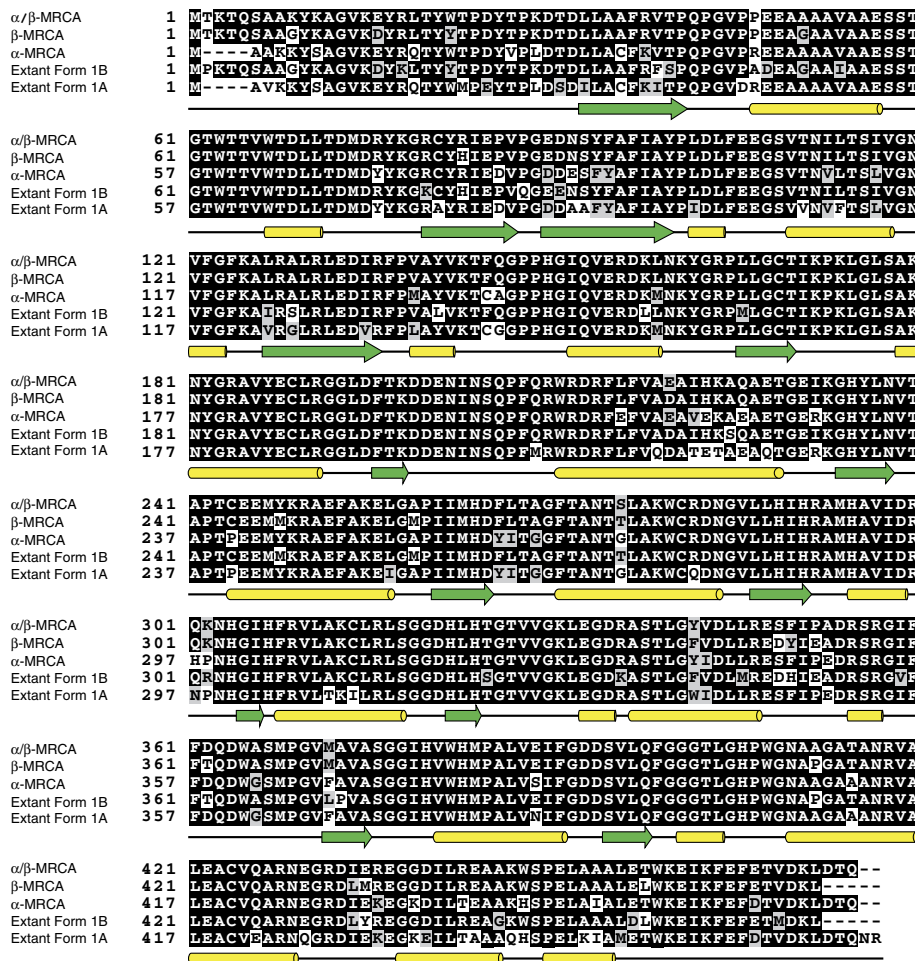 α/β-MRCA 1 MTKTQSAAKYKAGVKEYRLTYWTPDYTPKDTDLLAAFRVTPQPGVPPEEAAAAVAAESST
β-MRCA 1 MTKTQSAAGYKAGVKDYRLTYYTPDYTPKDTDLLAAFRVTPQPGVPPEEAGAAVAAESST
α-MRCA 1 M----AAKKYSAGVKEYRQTYWTPDYVPLDTDLLACFKVTPQPGVPREEAAAAVAAESST
Extant Form 1B 1 MPKTQSAAGYKAGVKDYKLTYYTPDYTPKDTDLLAAFRFSPQPGVPADEAGAAIAAESST
Extant Form 1A 1 M----AVKKYSAGVKEYRQTYWMPEYTPLDSDILACFKITPQPGVDREEAAAAVAAESST
α/β-MRCA 61 GTWTTVWTDLLTDMDRYKGRCYRIEPVPGEDNSYFAFIAYPLDLFEEGSVTNILTSIVGN
β-MRCA 61 GTWTTVWTDLLTDMDRYKGRCYHIEPVPGEDNSYFAFIAYPLDLFEEGSVTNILTSIVGN
α-MRCA 57 GTWTTVWTDLLTDMDYYKGRCYRIEDVPGDDESFYAFIAYPLDLFEEGSVTNVLTSLVGN
Extant Form 1B 61 GTWTTVWTDLLTDMDRYKGKCYHIEPVQGEENSYFAFIAYPLDLFEEGSVTNILTSIVGN
Extant Form 1A 57 GTWTTVWTDLLTDMDYYKGRAYRIEDVPGDDAAFYAFIAYPIDLFEEGSVVNVFTSLVGN
α/β-MRCA 121 VFGFKALRALRLEDIRFPVAYVKTFQGPPHGIQVERDKLNKYGRPLLGCTIKPKLGLSAK
β-MRCA 121 VFGFKALRALRLEDIRFPVAYVKTFQGPPHGIQVERDKLNKYGRPLLGCTIKPKLGLSAK
α-MRCA 117 VFGFKALRALRLEDIRFPMAYVKTCAGPPHGIQVERDKMNKYGRPLLGCTIKPKLGLSAK
Extant Form 1B 121 VFGFKAIRSLRLEDIRFPVALVKTFQGPPHGIQVERDLLNKYGRPMLGCTIKPKLGLSAK
Extant Form 1A 117 VFGFKAVRGLRLEDVRFPLAYVKTCGGPPHGIQVERDKMNKYGRPLLGCTIKPKLGLSAK
α/β-MRCA 181 NYGRAVYECLRGGLDFTKDDENINSQPFQRWRDRFLFVAEAIHKAQAETGEIKGHYLNVT
β-MRCA 181 NYGRAVYECLRGGLDFTKDDENINSQPFQRWRDRFLFVADAIHKAQAETGEIKGHYLNVT
α-MRCA 177 NYGRAVYECLRGGLDFTKDDENINSQPFQRWRDRFEFVAEAVEKAEAETGERKGHYLNVT
Extant Form 1B 181 NYGRAVYECLRGGLDFTKDDENINSQPFQRWRDRFLFVADAIHKSQAETGEIKGHYLNVT
Extant Form 1A 177 NYGRAVYECLRGGLDFTKDDENINSQPFMRWRDRFLFVQDATETAEAQTGERKGHYLNVT
α/β-MRCA 241 APTCEEMYKRAEFAKELGAPIIMHDFLTAGFTANTSLAKWCRDNGVLLHIHRAMHAVIDR
β-MRCA 241 APTCEEMMKRAEFAKELGMPIIMHDFLTAGFTANTTLAKWCRDNGVLLHIHRAMHAVIDR
α-MRCA 237 APTPEEMYKRAEFAKELGAPIIMHDYITGGFTANTGLAKWCRDNGVLLHIHRAMHAVIDR
Extant Form 1B 241 APTCEEMMKRAEFAKELGMPIIMHDFLTAGFTANTTLAKWCRDNGVLLHIHRAMHAVIDR
Extant Form 1A 237 APTPEEMYKRAEFAKEIGAPIIMHDYITGGFTANTGLAKWCQDNGVLLHIHRAMHAVIDR
α/β-MRCA 301 QKNHGIHFRVLAKCLRLSGGDHLHTGTVVGKLEGDRASTLGYVDLLRESFIPADRSRGIF
β-MRCA 301 QKNHGIHFRVLAKCLRLSGGDHLHTGTVVGKLEGDRASTLGFVDLLREDYIEADRSRGIF
α-MRCA 297 HPNHGIHFRVLAKCLRLSGGDHLHTGTVVGKLEGDRASTLGYIDLLRESFIPEDRSRGIF
Extant Form 1B 301 QRNHGIHFRVLAKCLRLSGGDHLHSGTVVGKLEGDKASTLGFVDLMREDHIEADRSRGVF
Extant Form 1A 297 NPNHGIHFRVLTKILRLSGGDHLHTGTVVGKLEGDRASTLGWIDLLRESFIPEDRSRGIF
α/β-MRCA 361 FDQDWASMPGVMAVASGGIHVWHMPALVEIFGDDSVLQFGGGTLGHPWGNAAGATANRVA
β-MRCA 361 FTQDWASMPGVMAVASGGIHVWHMPALVEIFGDDSVLQFGGGTLGHPWGNAPGATANRVA
α-MRCA 357 FDQDWGSMPGVFAVASGGIHVWHMPALVSIFGDDSVLQFGGGTLGHPWGNAAGAAANRVA
Extant Form 1B 361 FTQDWASMPGVLPVASGGIHVWHMPALVEIFGDDSVLQFGGGTLGHPWGNAPGATANRVA
Extant Form 1A 357 FDQDWGSMPGVFAVASGGIHVWHMPALVNIFGDDSVLQFGGGTLGHPWGNAAGAAANRVA
α/β-MRCA 421 LEACVQARNEGRDIEREGGDILREAAKWSPELAAALETWKEIKFEFETVDKLDTQ--
β-MRCA 421 LEACVQARNEGRDLMREGGDILREAAKWSPELAAALELWKEIKFEFETVDKL-----
α-MRCA 417 LEACVQARNEGRDIEKEGKDILTEAAKHSPELAIALETWKEIKFEFDTVDKLDTQ--
Extant Form 1B 421 LEACVQARNEGRDLYREGGDILREAGKWSPELAAALDLWKEIKFEFETMDKL-----
Extant Form 1A 417 LEACVEARNQGRDIEKEGKEILTAAAQHSPELKIAMETWKEIKFEFDTVDKLDTQNR